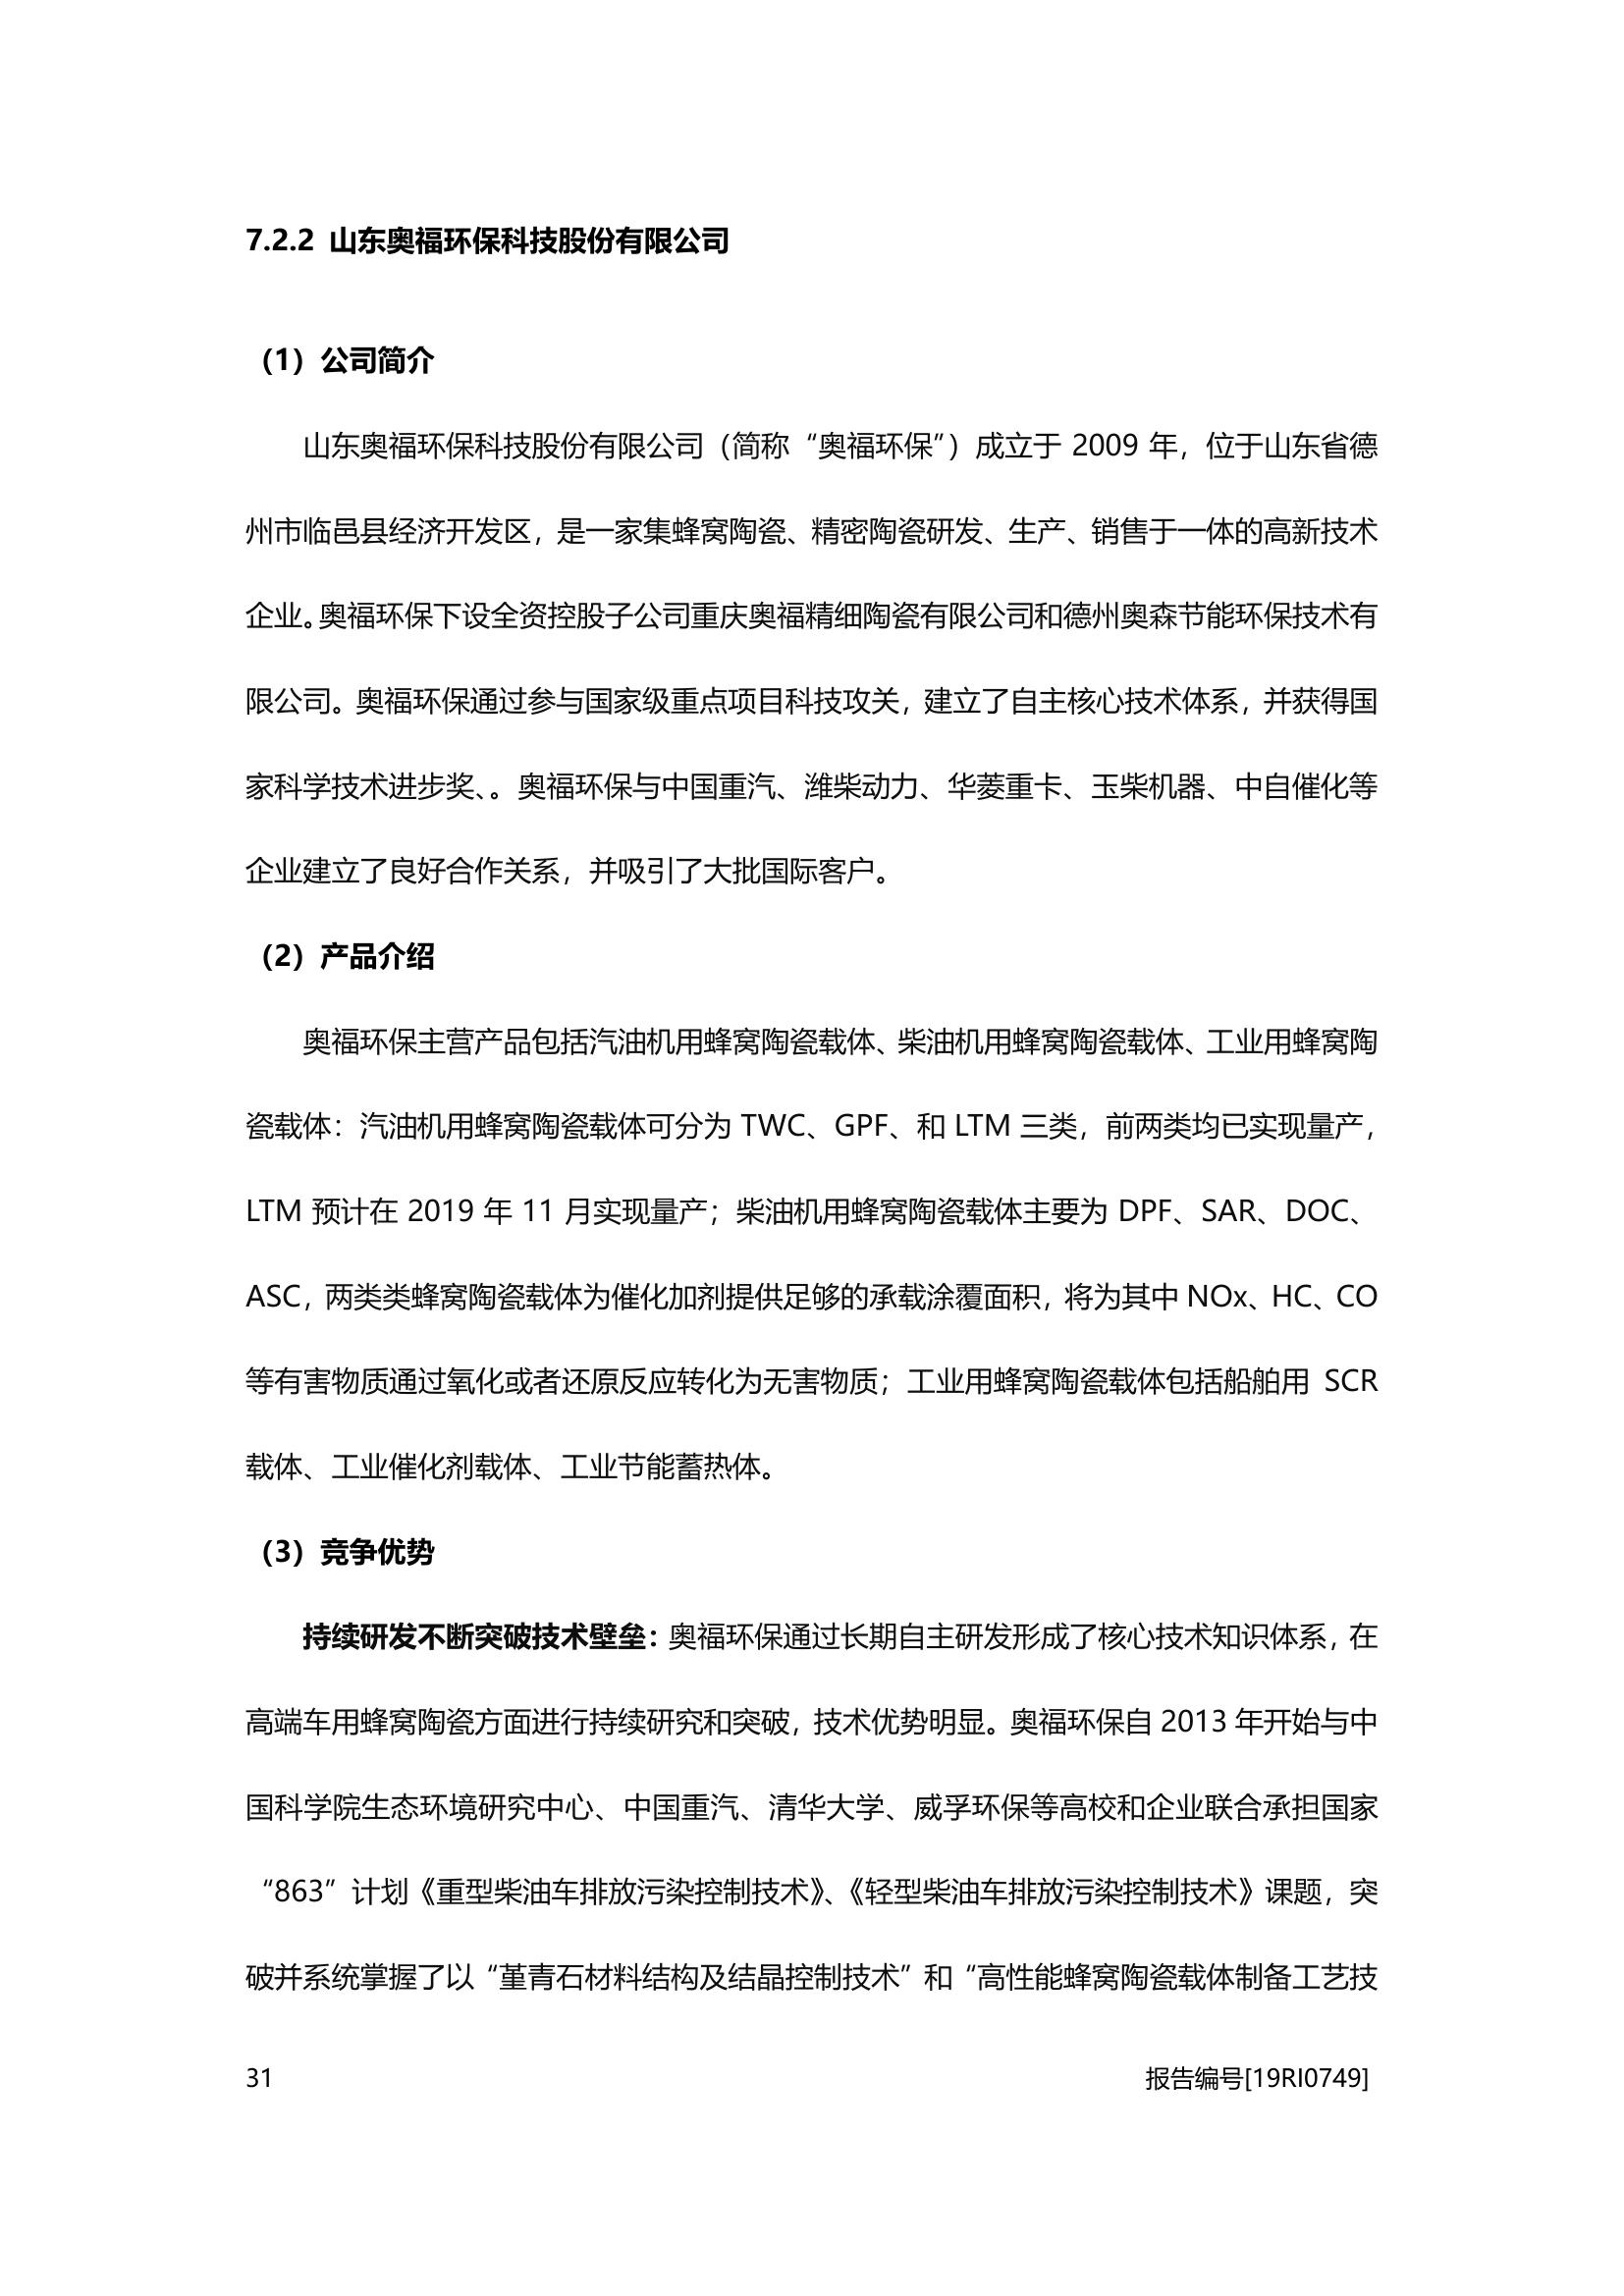 7.2.2 山东奥福环保科技股份有限公司
（1）公司简介
山东奥福环保科技股份有限公司（简称“奥福环保”）成立于 2009 年，位于山东省德
州市临邑县经济开发区，是一家集蜂窝陶瓷、精密陶瓷研发、生产、销售于一体的高新技术
企业。奥福环保下设全资控股子公司重庆奥福精细陶瓷有限公司和德州奥森节能环保技术有
限公司。奥福环保通过参与国家级重点项目科技攻关，建立了自主核心技术体系，并获得国
家科学技术进步奖、。奥福环保与中国重汽、潍柴动力、华菱重卡、玉柴机器、中自催化等
企业建立了良好合作关系，并吸引了大批国际客户。
（2）产品介绍
奥福环保主营产品包括汽油机用蜂窝陶瓷载体、柴油机用蜂窝陶瓷载体、工业用蜂窝陶
瓷载体：汽油机用蜂窝陶瓷载体可分为 TWC、GPF、和 LTM 三类，前两类均已实现量产，
LTM 预计在 2019 年 11 月实现量产；柴油机用蜂窝陶瓷载体主要为 DPF、SAR、DOC、
ASC，两类类蜂窝陶瓷载体为催化加剂提供足够的承载涂覆面积，将为其中 NOx、HC、CO
等有害物质通过氧化或者还原反应转化为无害物质；工业用蜂窝陶瓷载体包括船舶用 SCR
载体、工业催化剂载体、工业节能蓄热体。
（3）竞争优势
持续研发不断突破技术壁垒：奥福环保通过长期自主研发形成了核心技术知识体系，在
高端车用蜂窝陶瓷方面进行持续研究和突破，技术优势明显。奥福环保自 2013 年开始与中
国科学院生态环境研究中心、中国重汽、清华大学、威孚环保等高校和企业联合承担国家
“863”计划《重型柴油车排放污染控制技术》、《轻型柴油车排放污染控制技术》课题，突
破并系统掌握了以“堇青石材料结构及结晶控制技术”和“高性能蜂窝陶瓷载体制备工艺技
31
报告编号[19RI0749]